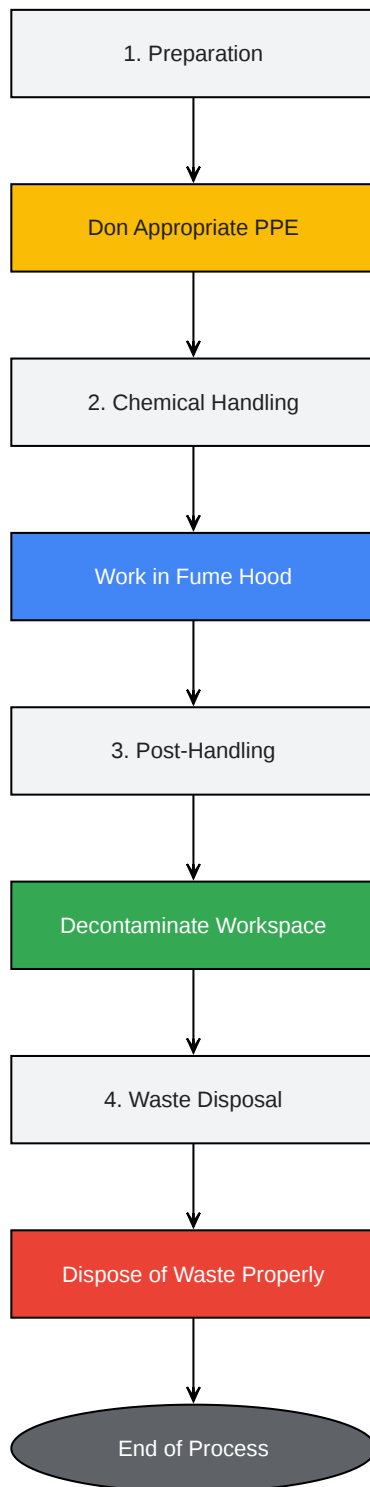 1. Preparation
Don Appropriate PPE
2. Chemical Handling
Work in Fume Hood
3. Post-Handling
Decontaminate Workspace
4. Waste Disposal
Dispose of Waste Properly
End of Process